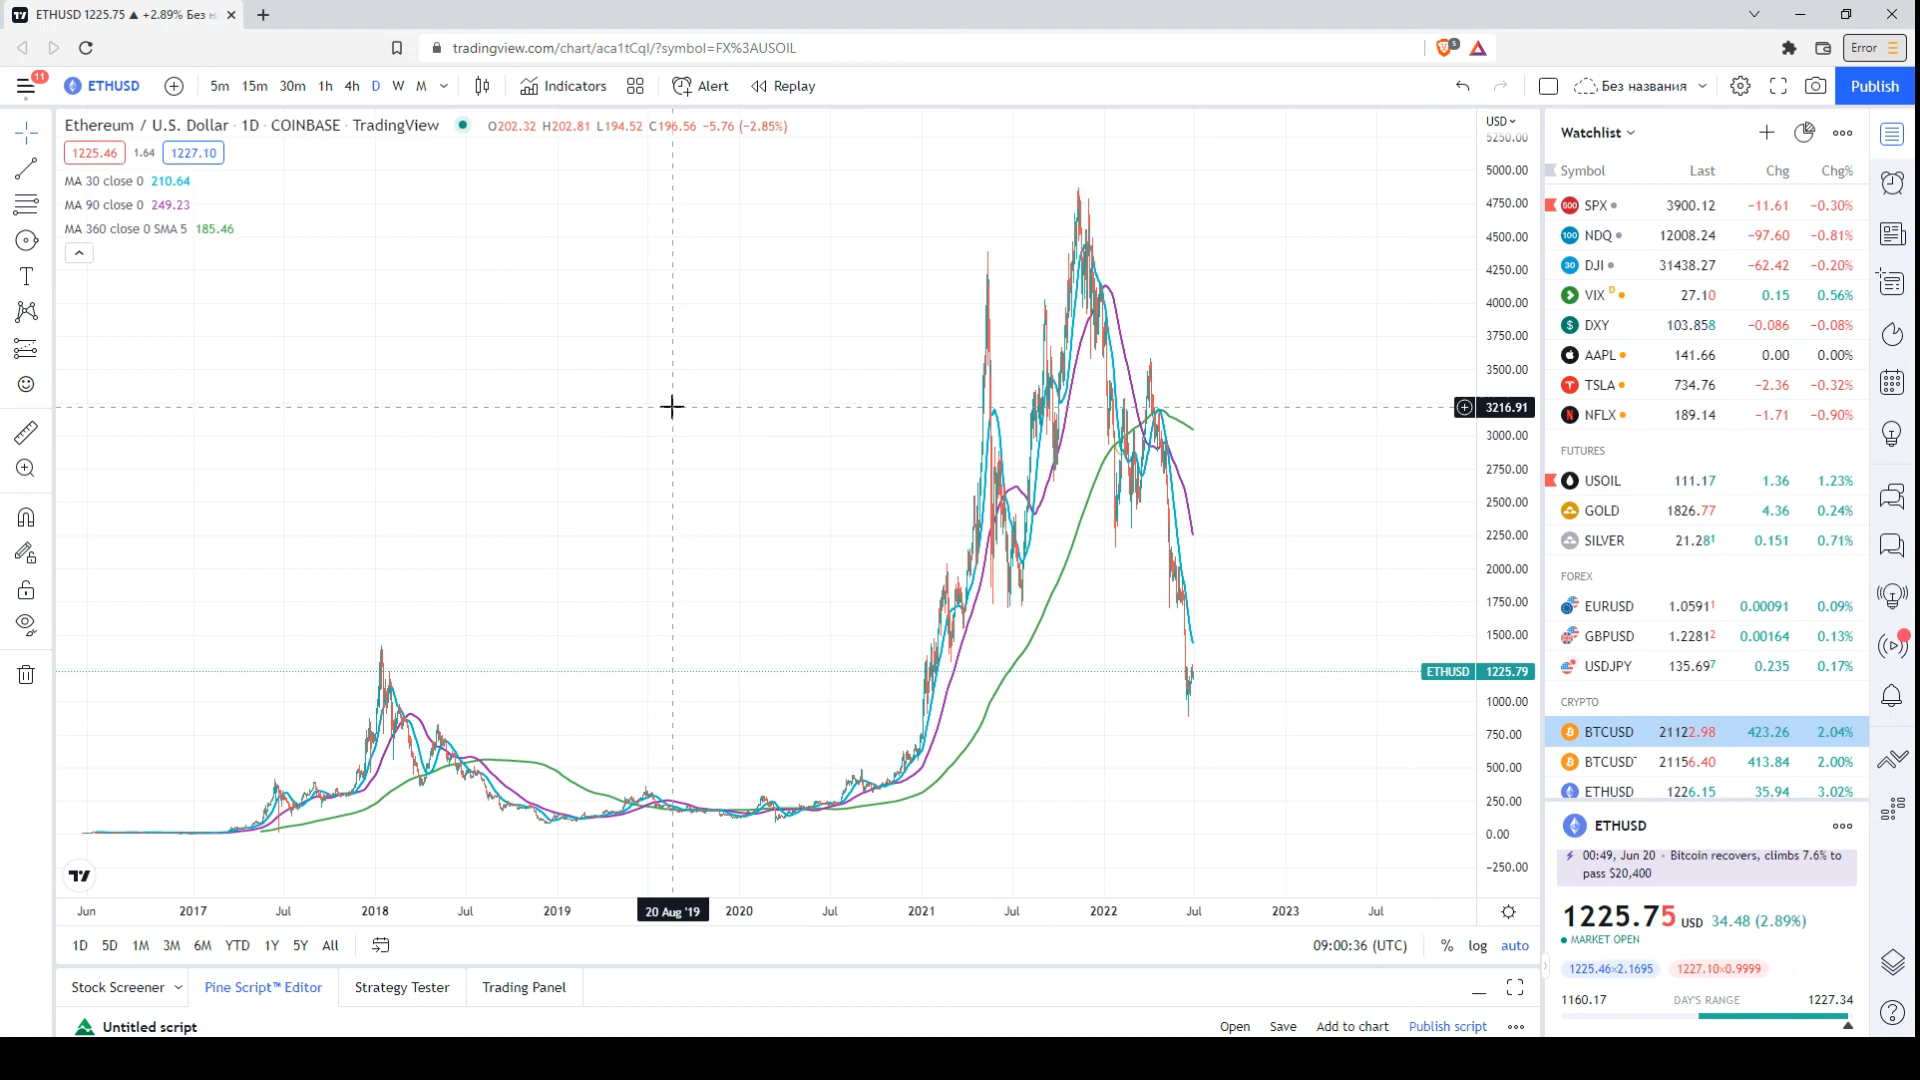 ETHUSD 1225.75 ▲ +2.89% Без н
tradingview.com/chart/aca1tCql/?symbol=FX%3AUSOIL
5
Error
11
ETHUSD
5m 15m 30m 1h 4h D W M
Indicators
Alert
Replay
Без названия
Publish
Ethereum / U.S. Dollar · 1D · COINBASE · TradingView
O202.32 H202.81 L194.52 C196.56 −5.76 (−2.85%)
1225.46 1.64 1227.10
MA 30 close 0 210.64
MA 90 close 0 249.23
MA 360 close 0 SMA 5 185.46
USD
5250.00
5000.00
4750.00
4500.00
4250.00
4000.00
3750.00
3500.00
3216.91
3000.00
2750.00
2500.00
2250.00
2000.00
1750.00
1500.00
ETHUSD 1225.79
1000.00
750.00
500.00
250.00
0.00
−250.00
Jun 2017 Jul 2018 Jul 2019 20 Aug '19 2020 Jul 2021 Jul 2022 Jul 2023 Jul
1D 5D 1M 3M 6M YTD 1Y 5Y All
09:00:36 (UTC) % log auto
Stock Screener
Pine Script™ Editor
Strategy Tester
Trading Panel
Untitled script
Open Save Add to chart Publish script
Watchlist
Symbol Last Chg Chg%
500 SPX 3900.12 −11.61 −0.30%
100 NDQ 12008.24 −97.60 −0.81%
30 DJI 31438.27 −62.42 −0.20%
VIX D 27.10 0.15 0.56%
$ DXY 103.858 −0.086 −0.08%
AAPL 141.66 0.00 0.00%
TSLA 734.76 −2.36 −0.32%
N NFLX 189.14 −1.71 −0.90%
FUTURES
USOIL 111.17 1.36 1.23%
GOLD 1826.77 4.36 0.24%
SILVER 21.281 0.151 0.71%
FOREX
EURUSD 1.05911 0.00091 0.09%
GBPUSD 1.22812 0.00164 0.13%
USDJPY 135.697 0.235 0.17%
CRYPTO
BTCUSD 21122.98 423.26 2.04%
BTCUSD 21156.40 413.84 2.00%
ETHUSD 1226.15 35.94 3.02%
ETHUSD
00:49, Jun 20 · Bitcoin recovers, climbs 7.6% to
pass $20,400
1225.75 USD 34.48 (2.89%)
MARKET OPEN
1225.46×2.1695 1227.10×0.9999
1160.17 DAY'S RANGE 1227.34